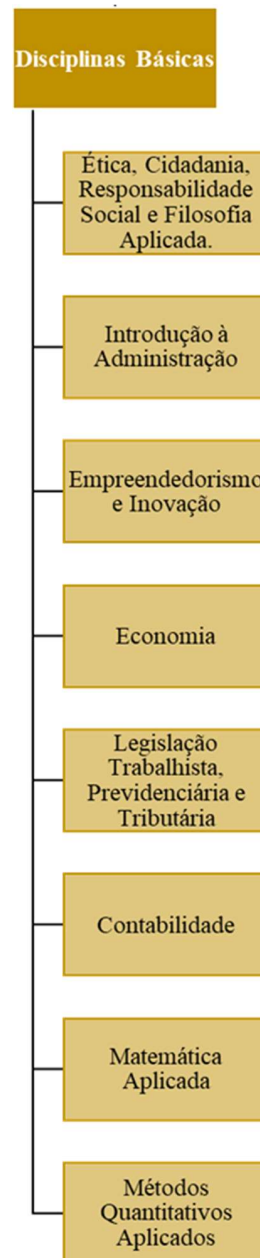 Disciplinas Básicas
Ética, Cidadania,
Responsabilidade
Social e Filosofia
Aplicada.
Introdução à
Administração
Empreendedorismo
e Inovação
Economia
Legislação
Trabalhista,
Previdenciária e
Tributária
Contabilidade
Matemática
Aplicada
Métodos
Quantitativos
Aplicados